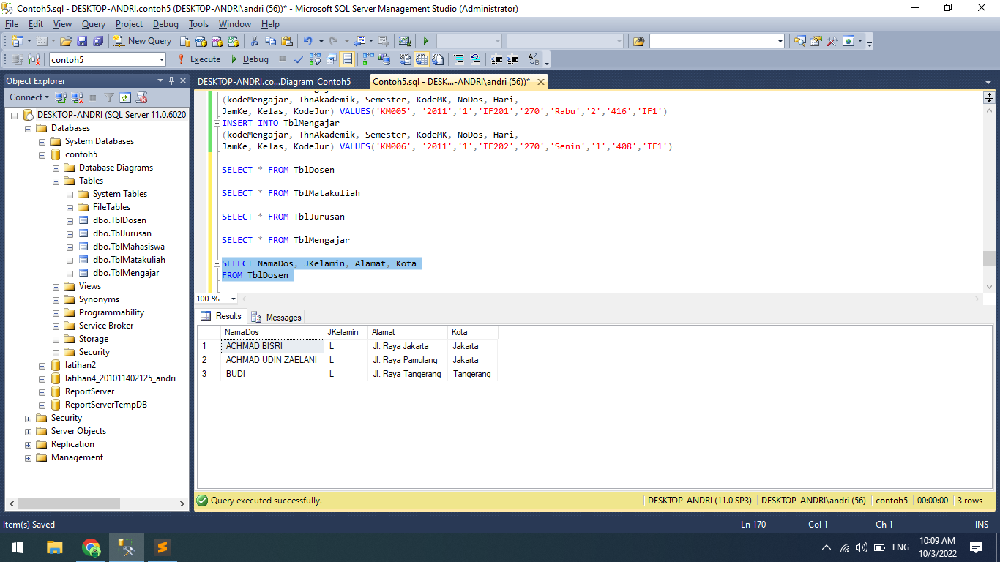 Contoh5.sql - DESKTOP-ANDRI.contoh5 (DESKTOP-ANDRI\andri (56))* - Microsoft SQL Server Management Studio (Administrator)
File Edit View Query Project Debug Tools Window Help
New Query
contoh5 Execute Debug
Object Explorer
Connect
DESKTOP-ANDRI (SQL Server 11.0.6020
Databases
System Databases
contoh5
Database Diagrams
Tables
System Tables
FileTables
dbo.TblDosen
dbo.TblJurusan
dbo.TblMahasiswa
dbo.TblMatakuliah
dbo.TblMengajar
Views
Synonyms
Programmability
Service Broker
Storage
Security
latihan2
latihan4_201011402125_andri
ReportServer
ReportServerTempDB
Security
Server Objects
Replication
Management
DESKTOP-ANDRI.co...Diagram_Contoh5 Contoh5.sql - DESK...-ANDRI\andri (56))*
(kodeMengajar, ThnAkademik, Semester, KodeMK, NoDos, Hari,
JamKe, Kelas, KodeJur) VALUES('KM005', '2011','1','IF201','270','Rabu','2','416','IF1')
INSERT INTO TblMengajar
(kodeMengajar, ThnAkademik, Semester, KodeMK, NoDos, Hari,
JamKe, Kelas, KodeJur) VALUES('KM006', '2011','1','IF202','270','Senin','1','408','IF1')
SELECT * FROM TblDosen
SELECT * FROM TblMatakuliah
SELECT * FROM TblJurusan
SELECT * FROM TblMengajar
SELECT NamaDos, JKelamin, Alamat, Kota
FROM TblDosen
100 %
Results Messages
NamaDos JKelamin Alamat Kota
1 ACHMAD BISRI L Jl. Raya Jakarta Jakarta
2 ACHMAD UDIN ZAELANI L Jl. Raya Pamulang Jakarta
3 BUDI L Jl. Raya Tangerang Tangerang
Query executed successfully. DESKTOP-ANDRI (11.0 SP3) DESKTOP-ANDRI\andri (56) contoh5 00:00:00 3 rows
Item(s) Saved Ln 170 Col 1 Ch 1 INS
ENG 10:09 AM
10/3/2022